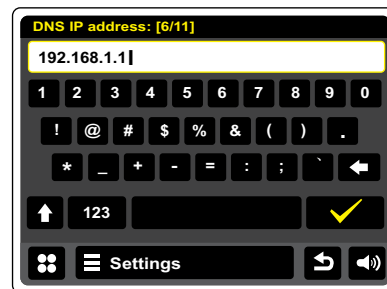 DNS IP address: [6/11]
192.168.1.1
1 2 3 4 5 6 7 8 9 0
! @ # $ % & ( ) .
* _ + - = : ; `
123
Settings